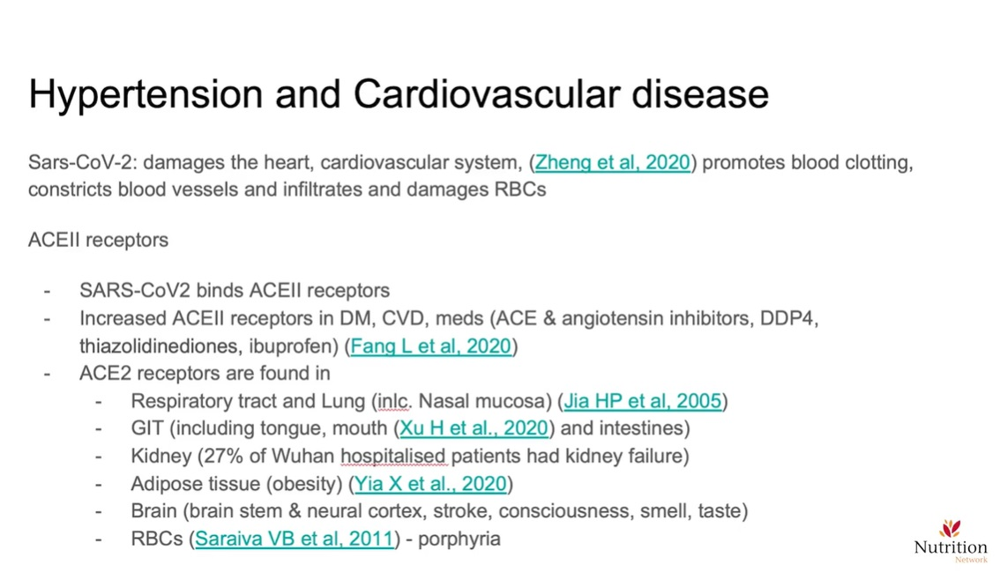 Hypertension and Cardiovascular disease
Sars-CoV-2: damages the heart, cardiovascular system, (Zheng et al, 2020) promotes blood clotting,
constricts blood vessels and infiltrates and damages RBCs
ACEII receptors
- SARS-CoV2 binds ACEII receptors
- Increased ACEII receptors in DM, CVD, meds (ACE & angiotensin inhibitors, DDP4,
thiazolidinediones, ibuprofen) (Fang L et al, 2020)
- ACE2 receptors are found in
- Respiratory tract and Lung (inlc. Nasal mucosa) (Jia HP et al, 2005)
- GIT (including tongue, mouth (Xu H et al., 2020) and intestines)
- Kidney (27% of Wuhan hospitalised patients had kidney failure)
- Adipose tissue (obesity) (Yia X et al., 2020)
- Brain (brain stem & neural cortex, stroke, consciousness, smell, taste)
- RBCs (Saraiva VB et al, 2011) - porphyria
Nutrition
Network